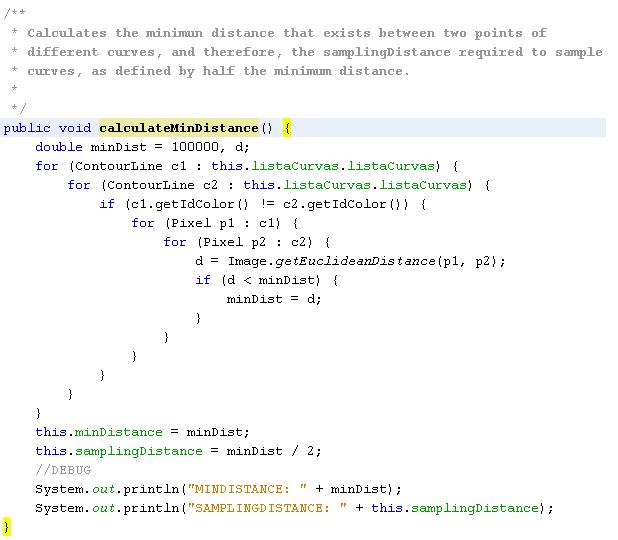 /**
 * Calculates the minimun distance that exists between two points of
 * different curves, and therefore, the samplingDistance required to sample
 * curves, as defined by half the minimum distance.
 *
 */
public void calculateMinDistance() {
    double minDist = 100000, d;
    for (ContourLine c1 : this.listaCurvas.listaCurvas) {
        for (ContourLine c2 : this.listaCurvas.listaCurvas) {
            if (c1.getIdColor() != c2.getIdColor()) {
                for (Pixel p1 : c1) {
                    for (Pixel p2 : c2) {
                        d = Image.getEuclideanDistance(p1, p2);
                        if (d < minDist) {
                            minDist = d;
                        }
                    }
                }
            }
        }
    }
    this.minDistance = minDist;
    this.samplingDistance = minDist / 2;
    //DEBUG
    System.out.println("MINDISTANCE: " + minDist);
    System.out.println("SAMPLINGDISTANCE: " + this.samplingDistance);
}